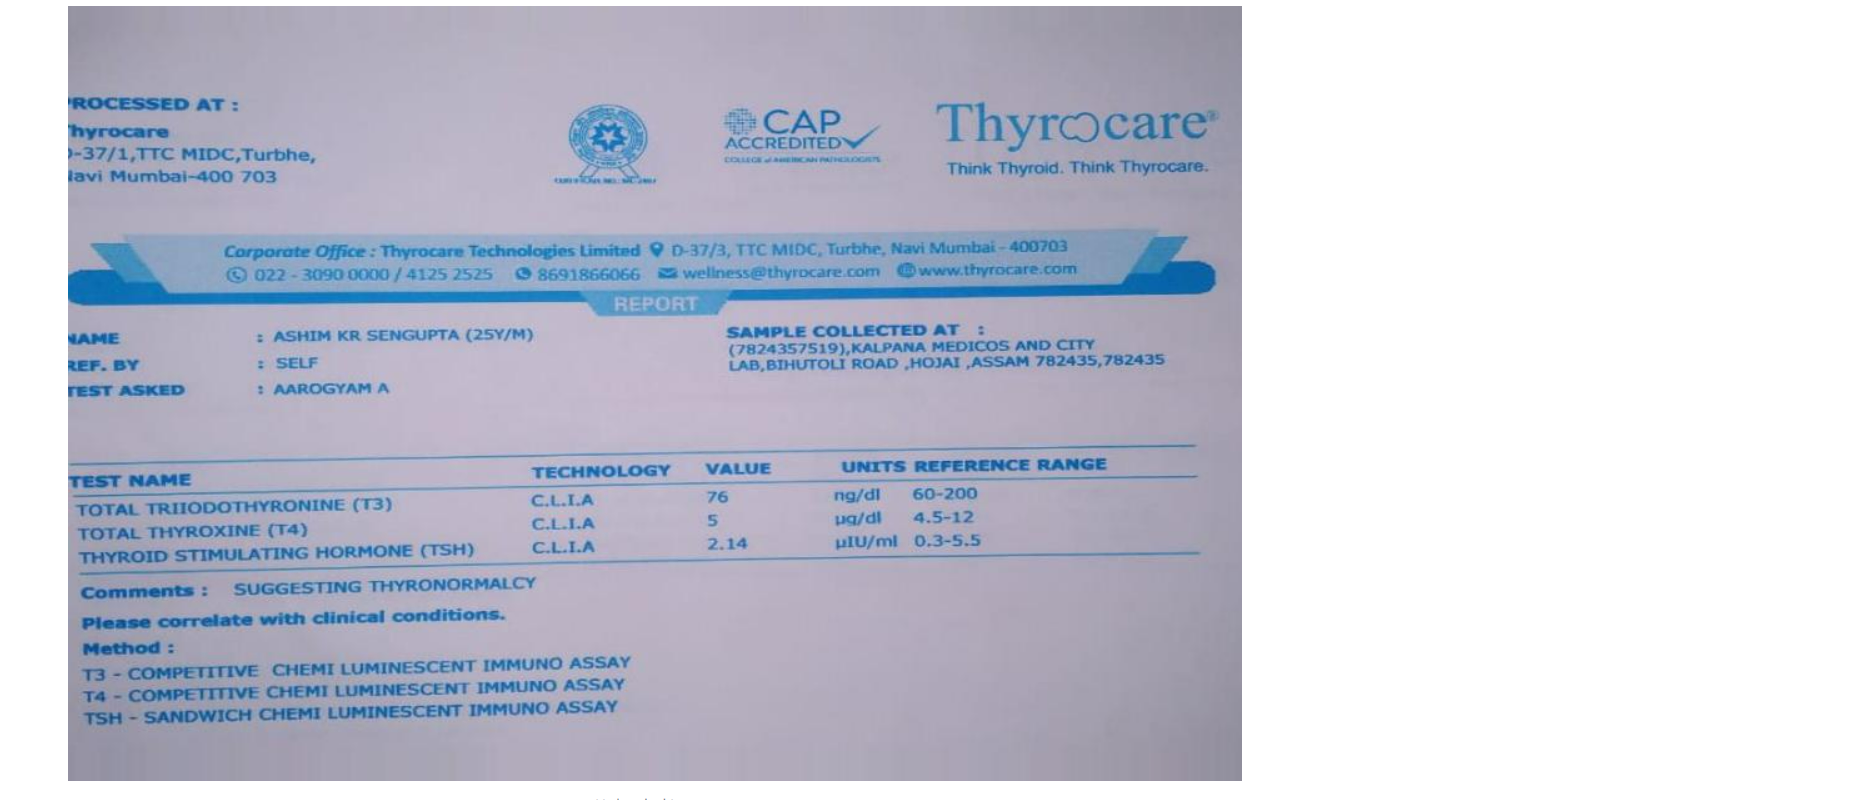 ROCESSED AT :
hyrocare
-37/1,TTC MIDC,Turbhe,
avi Mumbai-400 703
CAP
ACCREDITED
COLLEGE of AMERICAN PATHOLOGISTS
Thyrocare®
Think Thyroid. Think Thyrocare.
Corporate Office : Thyrocare Technologies Limited D-37/3, TTC MIDC, Turbhe, Navi Mumbai - 400703
022 - 3090 0000 / 4125 2525 8691866066 wellness@thyrocare.com www.thyrocare.com
REPORT
NAME : ASHIM KR SENGUPTA (25Y/M)
REF. BY : SELF
TEST ASKED : AAROGYAM A
SAMPLE COLLECTED AT :
(7824357519),KALPANA MEDICOS AND CITY
LAB,BIHUTOLI ROAD ,HOJAI ,ASSAM 782435,782435
TEST NAME TECHNOLOGY VALUE UNITS REFERENCE RANGE
TOTAL TRIIODOTHYRONINE (T3) C.L.I.A 76 ng/dl 60-200
TOTAL THYROXINE (T4) C.L.I.A 5 µg/dl 4.5-12
THYROID STIMULATING HORMONE (TSH) C.L.I.A 2.14 µIU/ml 0.3-5.5
Comments : SUGGESTING THYRONORMALCY
Please correlate with clinical conditions.
Method :
T3 - COMPETITIVE CHEMI LUMINESCENT IMMUNO ASSAY
T4 - COMPETITIVE CHEMI LUMINESCENT IMMUNO ASSAY
TSH - SANDWICH CHEMI LUMINESCENT IMMUNO ASSAY